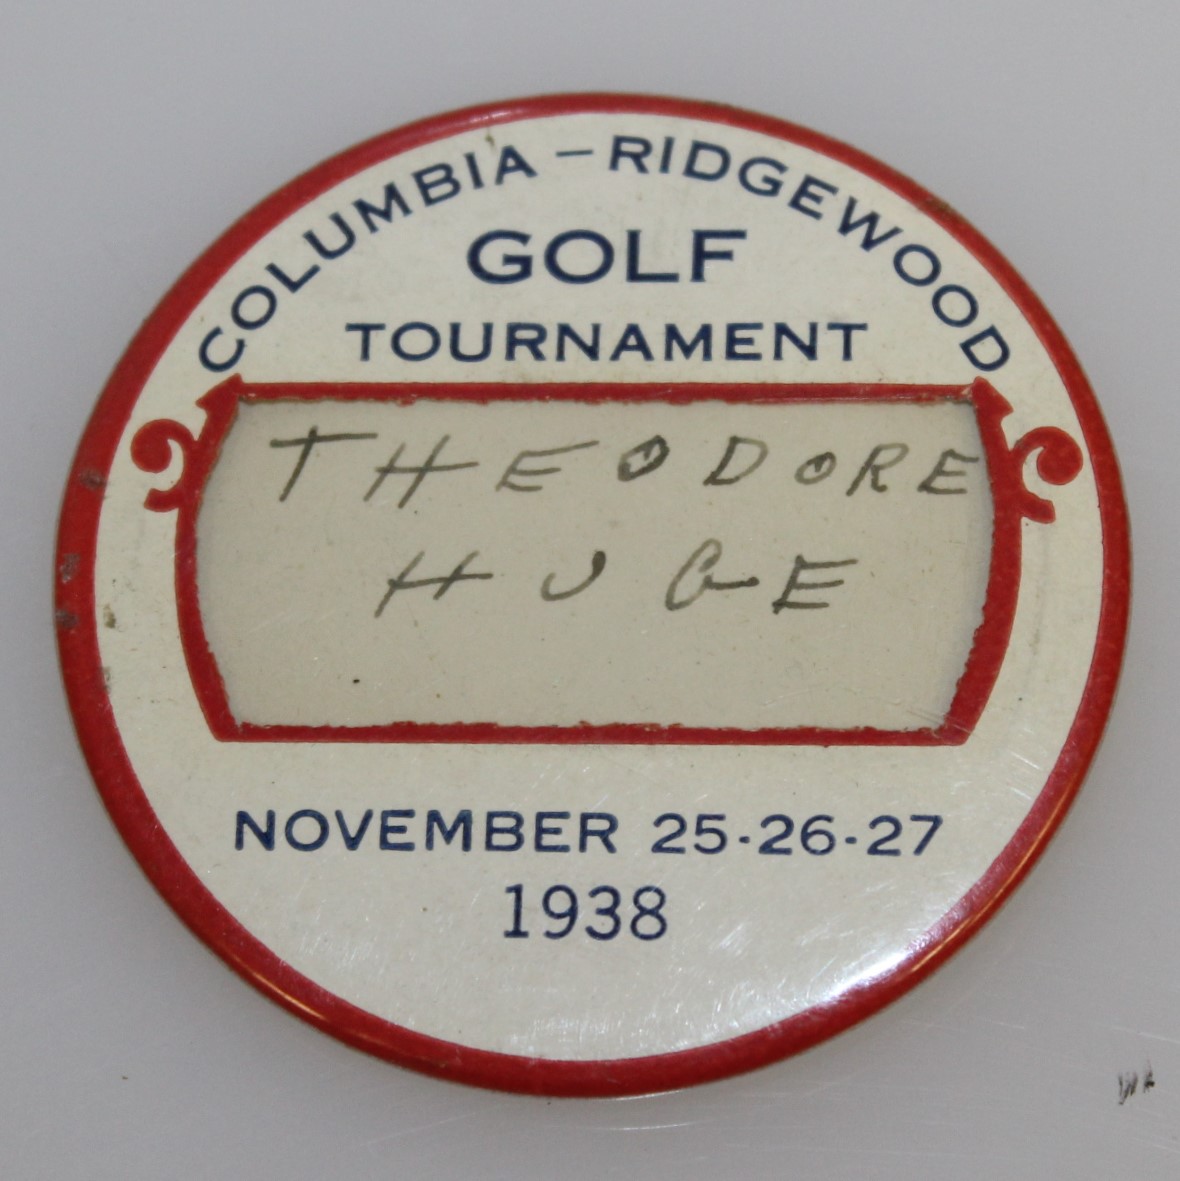 COLUMBIA – RIDGEWOOD
GOLF
TOURNAMENT
THEODORE
HUGE
NOVEMBER 25-26-27
1938